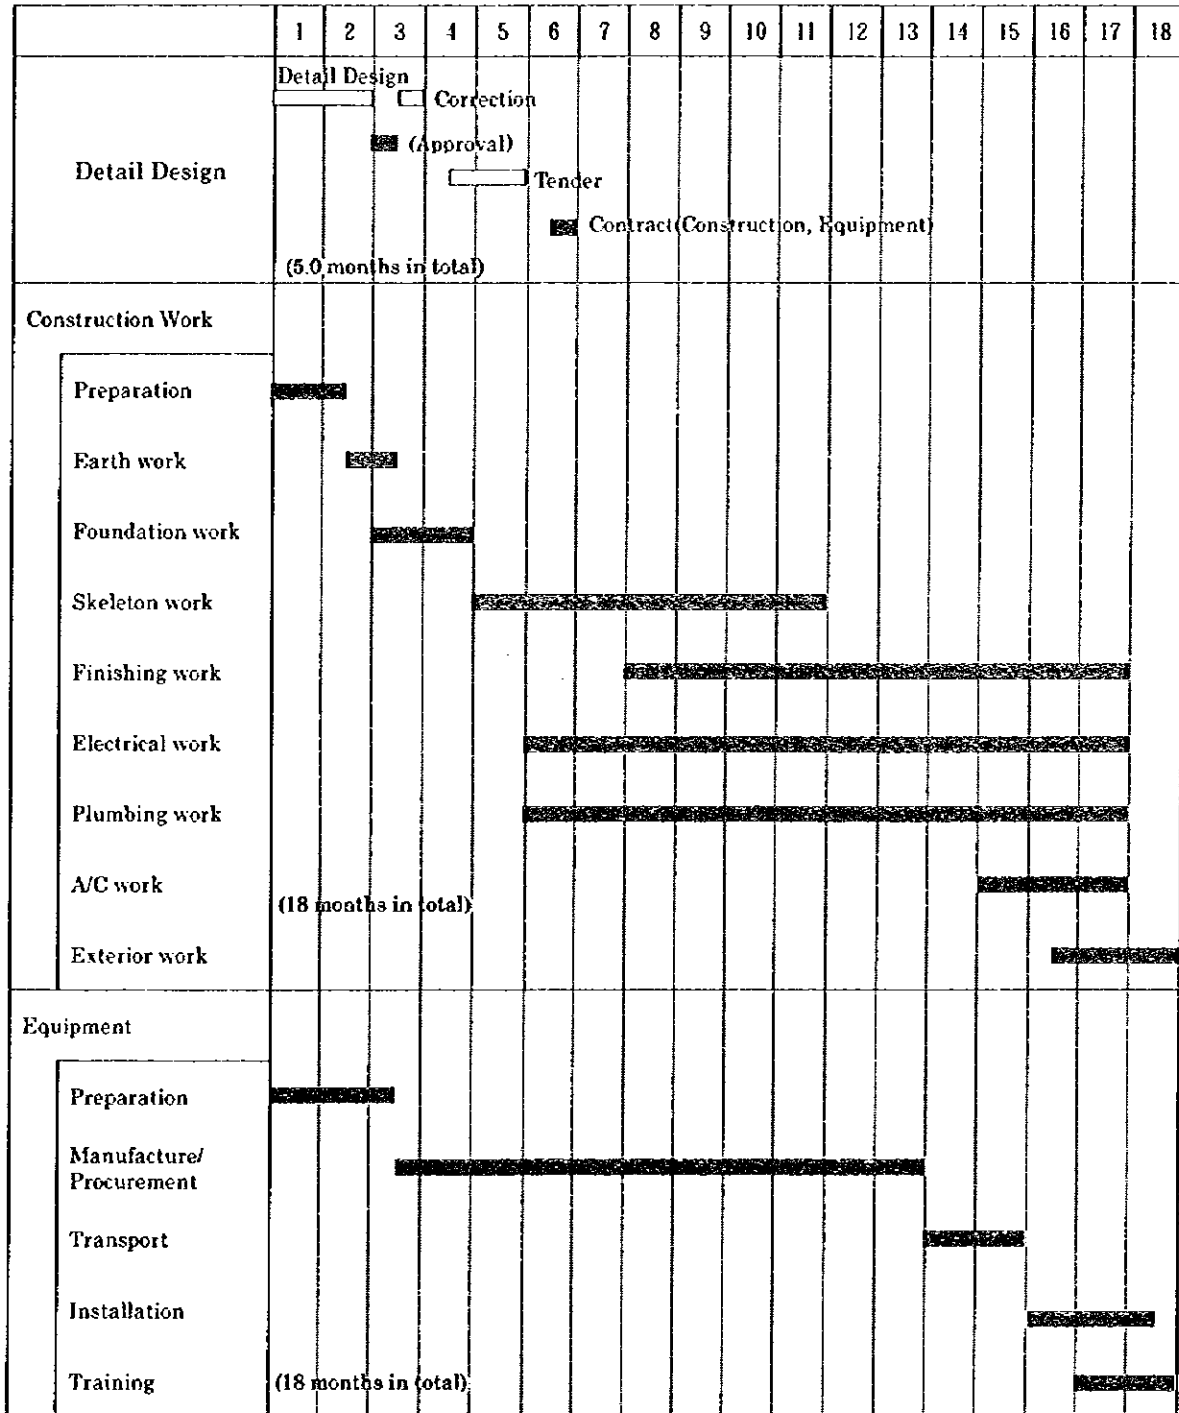 1 2 3 4 5 6 7 8 9 10 11 12 13 14 15 16 17 18
Detail Design
Correction
(Approval)
Detail Design
Tender
Contract(Construction, Equipment)
(5.0 months in total)
Construction Work
Preparation
Earth work
Foundation work
Skeleton work
Finishing work
Electrical work
Plumbing work
A/C work
(18 months in total)
Exterior work
Equipment
Preparation
Manufacture/
Procurement
Transport
Installation
Training (18 months in total)